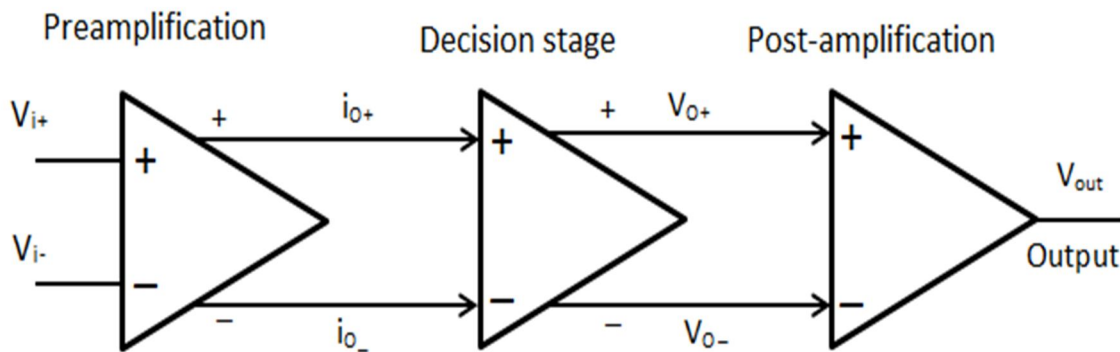 Preamplification
Decision stage
Post-amplification
Vi+
+
iO+
+
VO+
+
+
+
Vout
Vi-
Output
−
−
−
−
−
iO_
VO−